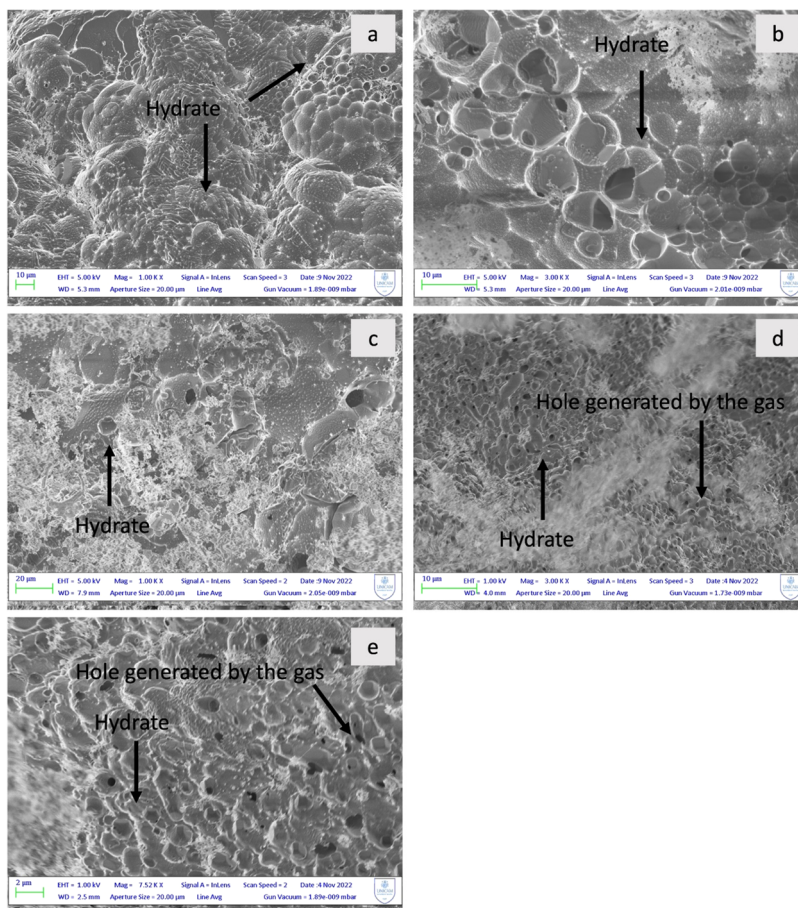 a
Hydrate
10 µm
EHT = 5.00 kV Mag = 1.00 K X Signal A = InLens Scan Speed = 3 Date :9 Nov 2022
WD = 5.3 mm Aperture Size = 20.00 µm Line Avg Gun Vacuum = 1.89e-009 mbar
UNICAM
b
Hydrate
10 µm
EHT = 5.00 kV Mag = 3.00 K X Signal A = InLens Scan Speed = 3 Date :9 Nov 2022
WD = 5.3 mm Aperture Size = 20.00 µm Line Avg Gun Vacuum = 2.01e-009 mbar
UNICAM
c
Hydrate
20 µm
EHT = 5.00 kV Mag = 1.00 K X Signal A = InLens Scan Speed = 2 Date :9 Nov 2022
WD = 7.9 mm Aperture Size = 20.00 µm Line Avg Gun Vacuum = 2.05e-009 mbar
UNICAM
d
Hole generated by the gas
Hydrate
10 µm
EHT = 1.00 kV Mag = 3.00 K X Signal A = InLens Scan Speed = 3 Date :4 Nov 2022
WD = 4.0 mm Aperture Size = 20.00 µm Line Avg Gun Vacuum = 1.73e-009 mbar
UNICAM
e
Hole generated by the gas
Hydrate
2 µm
EHT = 1.00 kV Mag = 7.52 K X Signal A = InLens Scan Speed = 2 Date :4 Nov 2022
WD = 2.5 mm Aperture Size = 20.00 µm Line Avg Gun Vacuum = 1.89e-009 mbar
UNICAM